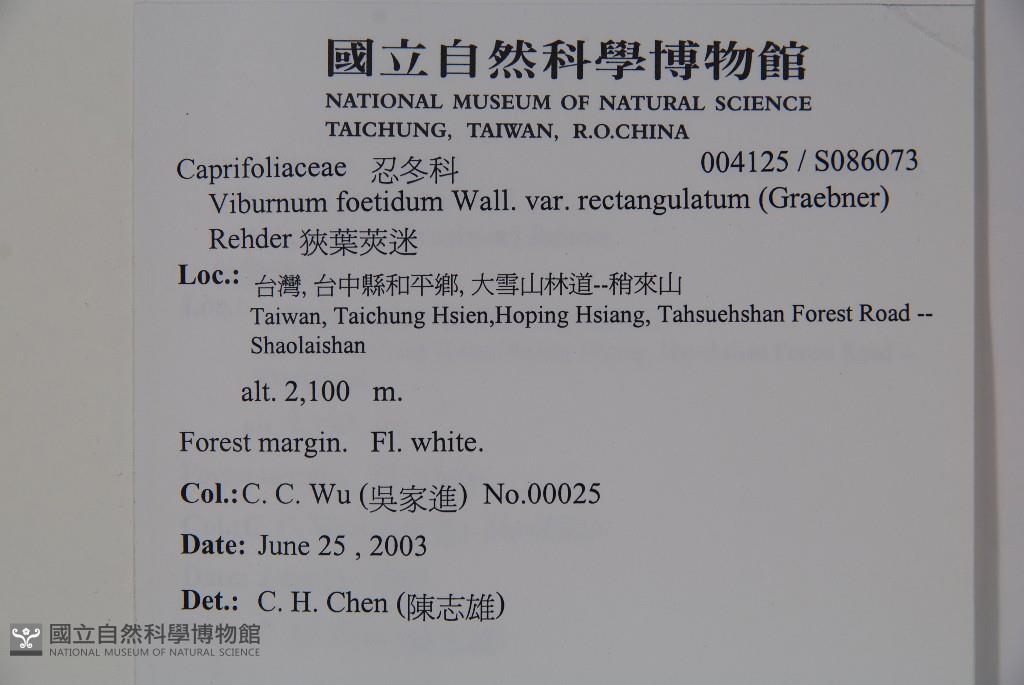 國立自然科學博物館
NATIONAL MUSEUM OF NATURAL SCIENCE
TAICHUNG, TAIWAN, R.O.CHINA
Caprifoliaceae 忍冬科 004125 / S086073
Viburnum foetidum Wall. var. rectangulatum (Graebner)
Rehder 狹葉莢迷
Loc.: 台灣, 台中縣和平鄉, 大雪山林道--稍來山
Taiwan, Taichung Hsien,Hoping Hsiang, Tahsuehshan Forest Road --
Shaolaishan
alt. 2,100 m.
Forest margin. Fl. white.
Col.: C. C. Wu (吳家進) No.00025
Date: June 25 , 2003
Det.: C. H. Chen (陳志雄)
國立自然科學博物館
NATIONAL MUSEUM OF NATURAL SCIENCE